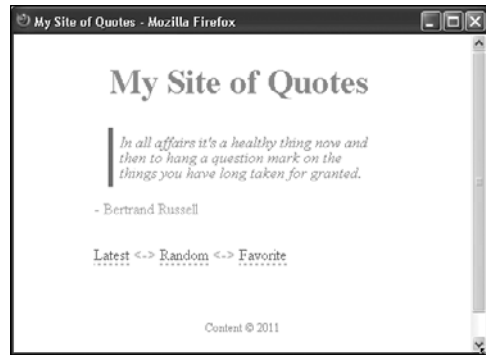 My Site of Quotes - Mozilla Firefox
My Site of Quotes
In all affairs it's a healthy thing now and
then to hang a question mark on the
things you have long taken for granted.
- Bertrand Russell
Latest <-> Random <-> Favorite
Content © 2011